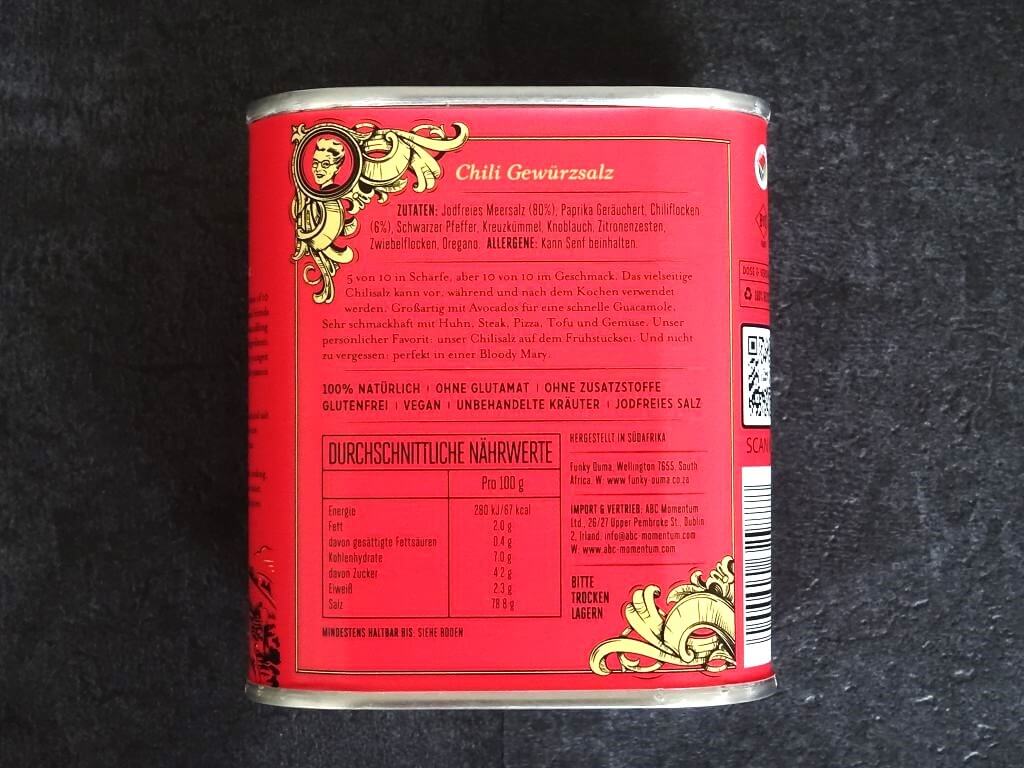 Chili Gewürzsalz
ZUTATEN: Jodfreies Meersalz (80%), Paprika Geräuchert, Chiliflocken
(6%), Schwarzer Pfeffer, Kreuzkümmel, Knoblauch, Zitronenzesten,
Zwiebelflocken, Oregano. ALLERGENE: Kann Senf beinhalten.
5 von 10 in Schärfe, aber 10 von 10 im Geschmack. Das vielseitige
Chilisalz kann vor, während und nach dem Kochen verwendet
werden. Großartig mit Avocados für eine schnelle Guacamole.
Sehr schmackhaft mit Huhn, Steak, Pizza, Tofu und Gemüse. Unser
persönlicher Favorit: unser Chilisalz auf dem Frühstücksei. Und nicht
zu vergessen: perfekt in einer Bloody Mary.
100% NATÜRLICH | OHNE GLUTAMAT | OHNE ZUSATZSTOFFE
GLUTENFREI | VEGAN | UNBEHANDELTE KRÄUTER | JODFREIES SALZ
DURCHSCHNITTLICHE NÄHRWERTE
Pro 100 g
Energie 280 kJ/67 kcal
Fett 2.0 g
davon gesättigte Fettsäuren 0.4 g
Kohlenhydrate 7.0 g
davon Zucker 4.2 g
Eiweiß 2.3 g
Salz 78.8 g
MINDESTENS HALTBAR BIS: SIEHE BODEN
HERGESTELLT IN SÜDAFRIKA
Funky Ouma, Wellington 7655, South
Africa. W: www.funky-ouma.co.za
IMPORT & VERTRIEB: ABC Momentum
Ltd., 26/27 Upper Pembroke St., Dublin
2, Irland. info@abc-momentum.com
W: www.abc-momentum.com
BITTE
TROCKEN
LAGERN
SCAN